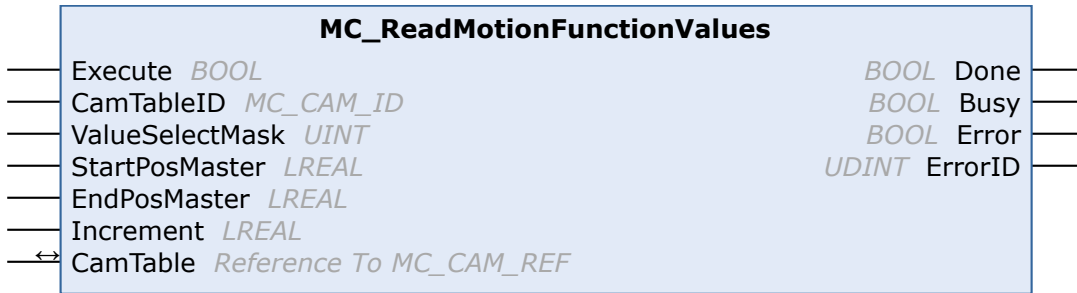 MC_ReadMotionFunctionValues
Execute BOOL BOOL Done
CamTableID MC_CAM_ID BOOL Busy
ValueSelectMask UINT BOOL Error
StartPosMaster LREAL UDINT ErrorID
EndPosMaster LREAL
Increment LREAL
↔ CamTable Reference To MC_CAM_REF